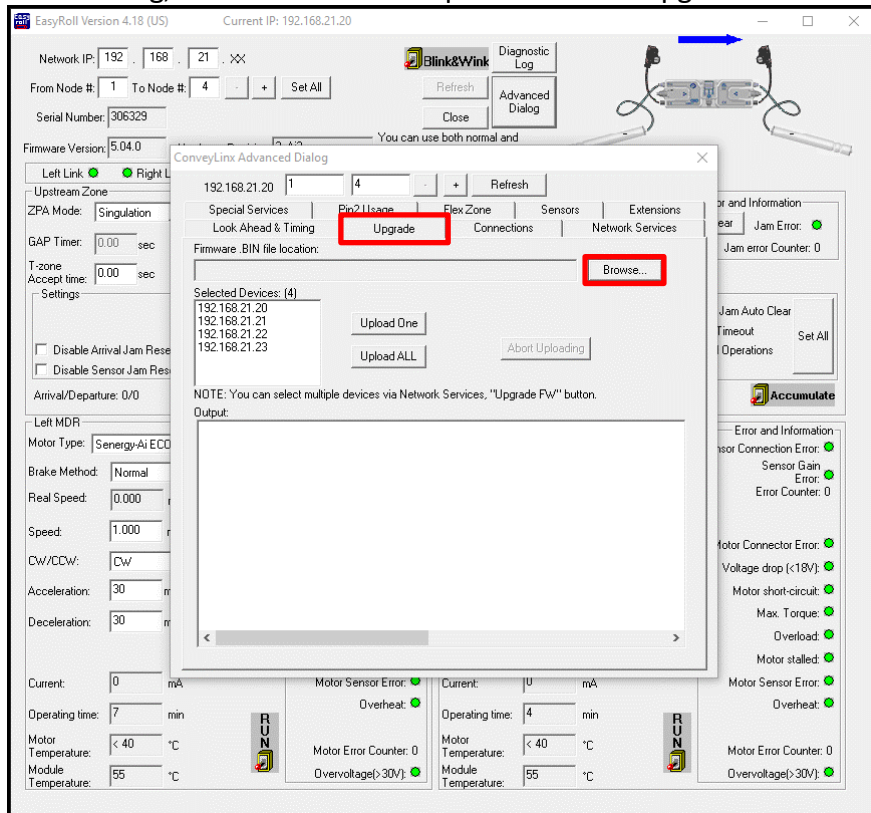 EasyRoll Version 4.18 (US) Current IP: 192.168.21.20
Network IP: 192 . 168 . 21 . XX
Blink&Wink
Diagnostic Log
From Node #: 1 To Node #: 4 - + Set All
Refresh
Advanced Dialog
Serial Number: 306329
Close
Firmware Version: 5.04.0
You can use both normal and
Left Link
Right L
Upstream Zone
ZPA Mode: Singulation
GAP Timer: 0.00 sec
T-zone
Accept time: 0.00 sec
Settings
Disable Arrival Jam Rese
Disable Sensor Jam Res
Arrival/Departure: 0/0
Left MDR
Motor Type: Senergy-Ai ECO
Brake Method: Normal
Real Speed: 0.000
Speed: 1.000
CW/CCW: CW
Acceleration: 30
Deceleration: 30
ConveyLinx Advanced Dialog
192.168.21.20 1 4 - + Refresh
Special Services Pin2 Usage Flex Zone Sensors Extensions
Look Ahead & Timing Upgrade Connections Network Services
Firmware .BIN file location:
Browse...
Selected Devices: (4)
192.168.21.20
192.168.21.21
192.168.21.22
192.168.21.23
Upload One
Upload ALL
Abort Uploading
NOTE: You can select multiple devices via Network Services, "Upgrade FW" button.
Output:
or and Information
ear
Jam Error:
Jam error Counter: 0
Jam Auto Clear
Timeout
Operations
Set All
Accumulate
Error and Information
nsor Connection Error:
Sensor Gain
Error:
Error Counter: 0
Motor Connector Error:
Voltage drop (<18V):
Motor short-circuit:
Max. Torque:
Overload:
Motor stalled:
Current: 0 mA
Motor Sensor Error:
Current: 0 mA
Motor Sensor Error:
Operating time: 7 min
Overheat:
Operating time: 4 min
Overheat:
RUN
RUN
Motor
Temperature: < 40 °C
Motor Error Counter: 0
Motor
Temperature: < 40 °C
Motor Error Counter: 0
Module
Temperature: 55 °C
Overvoltage(>30V):
Module
Temperature: 55 °C
Overvoltage(>30V):